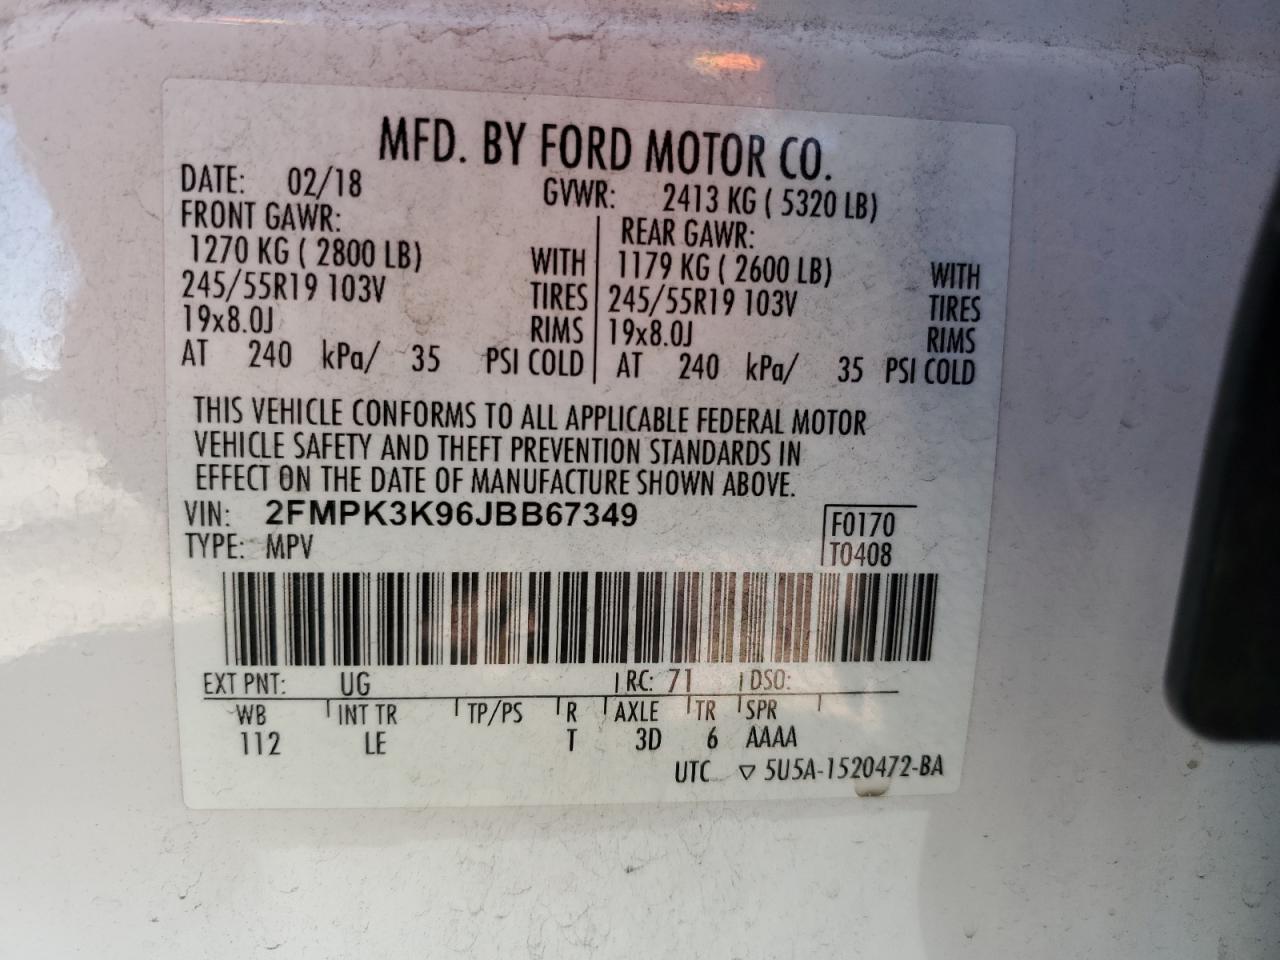 MFD. BY FORD MOTOR CO.
DATE: 02/18 GVWR: 2413 KG ( 5320 LB)
FRONT GAWR:
1270 KG ( 2800 LB) WITH
245/55R19 103V TIRES
19x8.0J RIMS
AT 240 kPa/ 35 PSI COLD
REAR GAWR:
1179 KG ( 2600 LB) WITH
245/55R19 103V TIRES
19x8.0J RIMS
AT 240 kPa/ 35 PSI COLD
THIS VEHICLE CONFORMS TO ALL APPLICABLE FEDERAL MOTOR
VEHICLE SAFETY AND THEFT PREVENTION STANDARDS IN
EFFECT ON THE DATE OF MANUFACTURE SHOWN ABOVE.
VIN: 2FMPK3K96JBB67349
TYPE: MPV
F0170
T0408
EXT PNT: UG RC: 71 DSO:
WB INT TR TP/PS R AXLE TR SPR
112 LE T 3D 6 AAAA
UTC ▽ 5U5A-1520472-BA